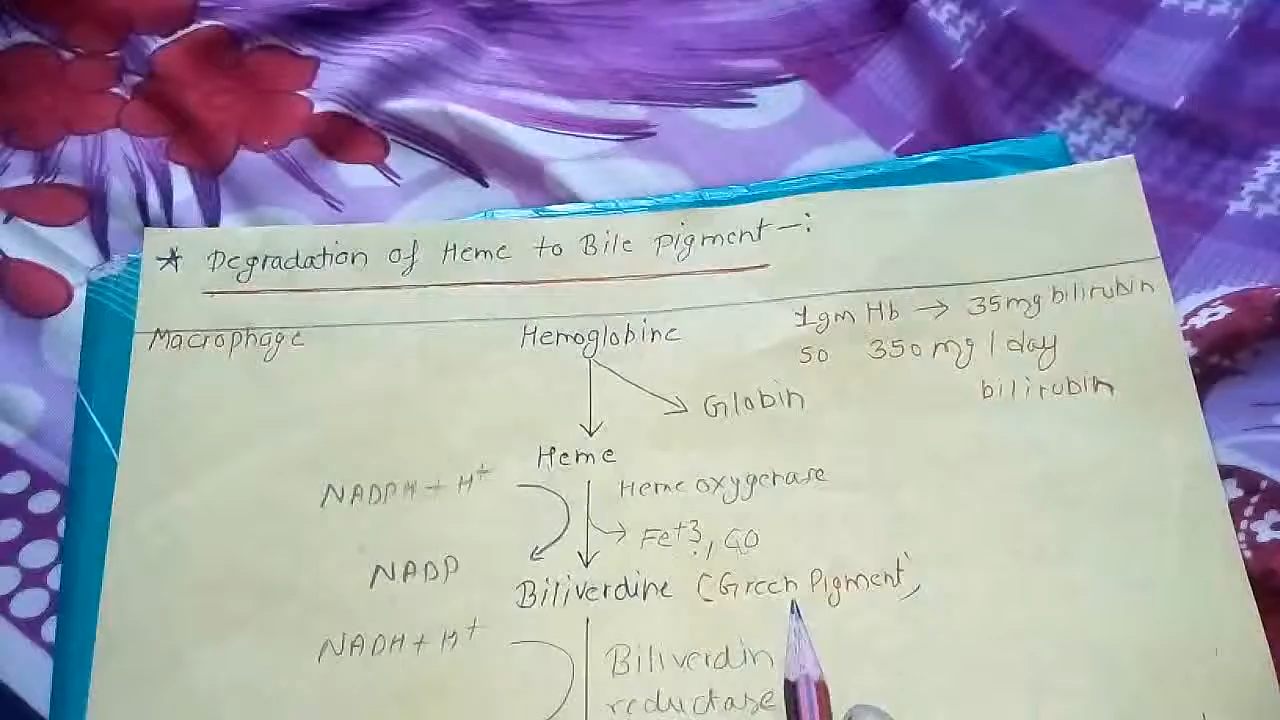 * Degradation of Heme to Bile pigment—:
Macrophage
Hemoglobine
1gm Hb → 35mg bilirubin
so 350 mg / day
bilirubin
Globin
Heme
NADPH + H+
Heme oxygenase
Fe+3, CO
NADP
Biliverdine (Green Pigment)
NADH + H+
Biliverdin
reductase